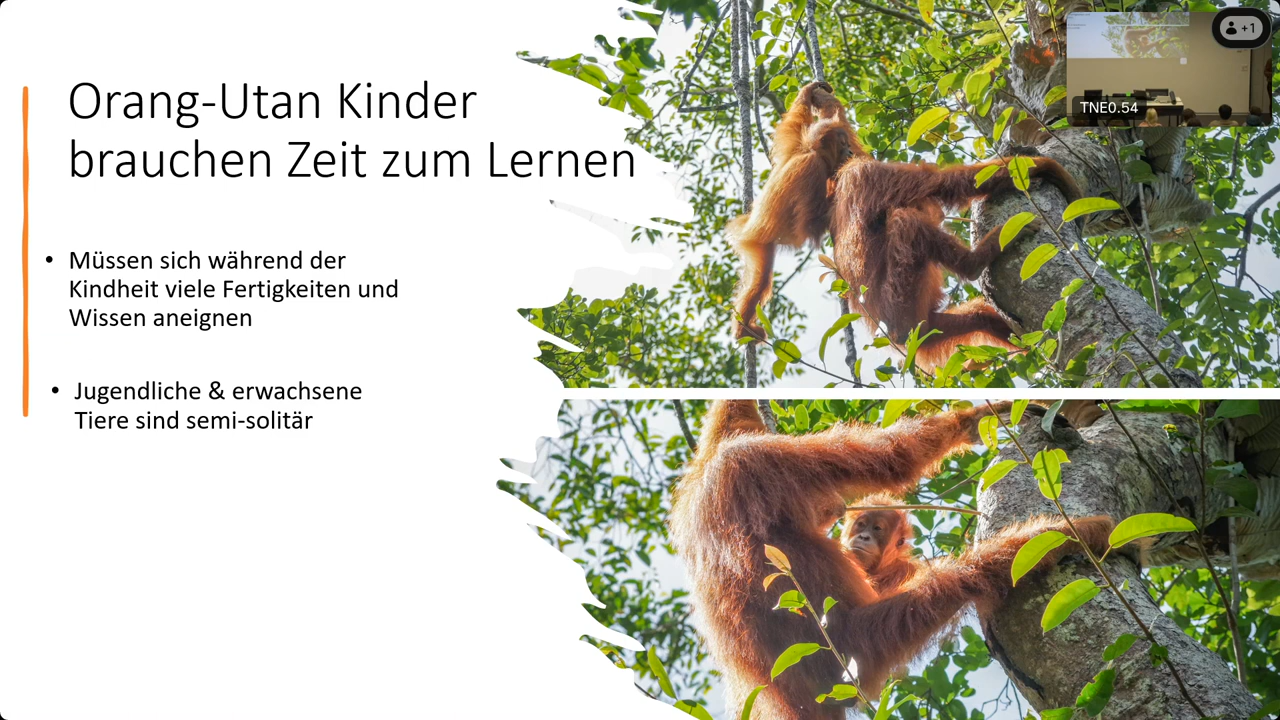 Orang-Utan Kinder
brauchen Zeit zum Lernen
• Müssen sich während der
Kindheit viele Fertigkeiten und
Wissen aneignen
• Jugendliche & erwachsene
Tiere sind semi-solitär
+1
TNE0.54